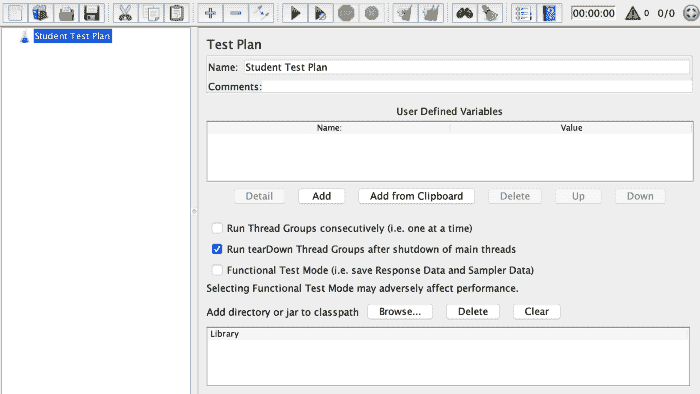 00:00:00 0 0/0
Student Test Plan
Test Plan
Name: Student Test Plan
Comments:
User Defined Variables
Name: Value
Detail Add Add from Clipboard Delete Up Down
Run Thread Groups consecutively (i.e. one at a time)
Run tearDown Thread Groups after shutdown of main threads
Functional Test Mode (i.e. save Response Data and Sampler Data)
Selecting Functional Test Mode may adversely affect performance.
Add directory or jar to classpath Browse... Delete Clear
Library